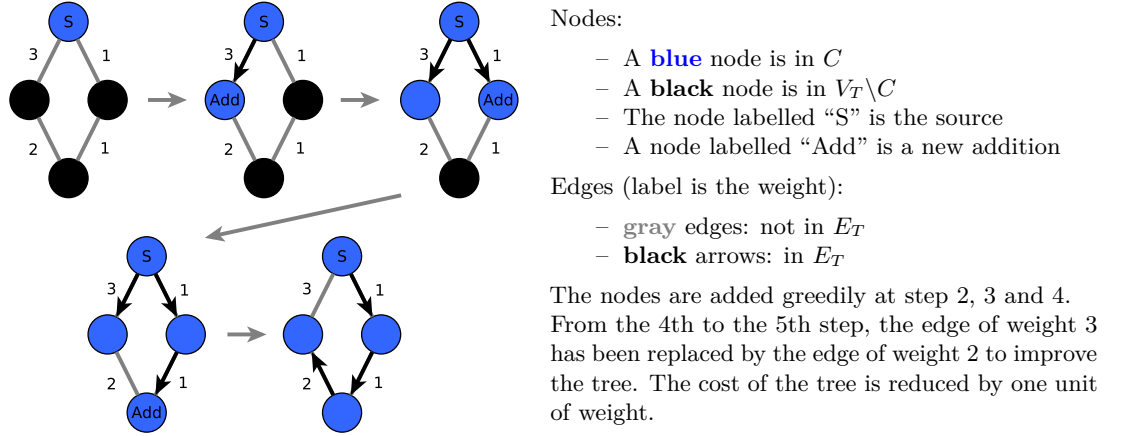 S
3
1
2
1
S
3
1
Add
2
1
S
3
1
Add
2
1
S
3
1
2
1
Add
S
3
1
2
1
Nodes:
– A blue node is in C
– A black node is in V_T\C
– The node labelled “S” is the source
– A node labelled “Add” is a new addition
Edges (label is the weight):
– gray edges: not in E_T
– black arrows: in E_T
The nodes are added greedily at step 2, 3 and 4.
From the 4th to the 5th step, the edge of weight 3
has been replaced by the edge of weight 2 to improve
the tree. The cost of the tree is reduced by one unit
of weight.